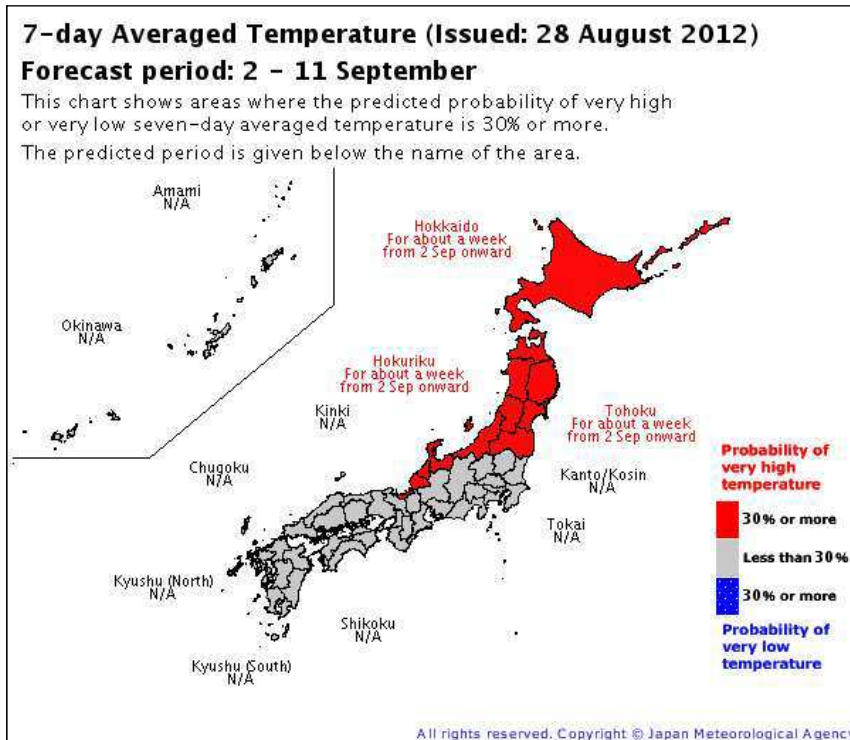 7-day Averaged Temperature (Issued: 28 August 2012)
Forecast period: 2 - 11 September
This chart shows areas where the predicted probability of very high
or very low seven-day averaged temperature is 30% or more.
The predicted period is given below the name of the area.
Amami
N/A
Hokkaido
For about a week
from 2 Sep onward
Okinawa
N/A
Hokuriku
For about a week
from 2 Sep onward
Kinki
N/A
Tohoku
For about a week
from 2 Sep onward
Chugoku
N/A
Kanto/Kosin
N/A
Tokai
N/A
Kyushu (North)
N/A
Shikoku
N/A
Kyushu (South)
N/A
Probability of
very high
temperature
30% or more
Less than 30%
30% or more
Probability of
very low
temperature
All rights reserved. Copyright © Japan Meteorological Agency